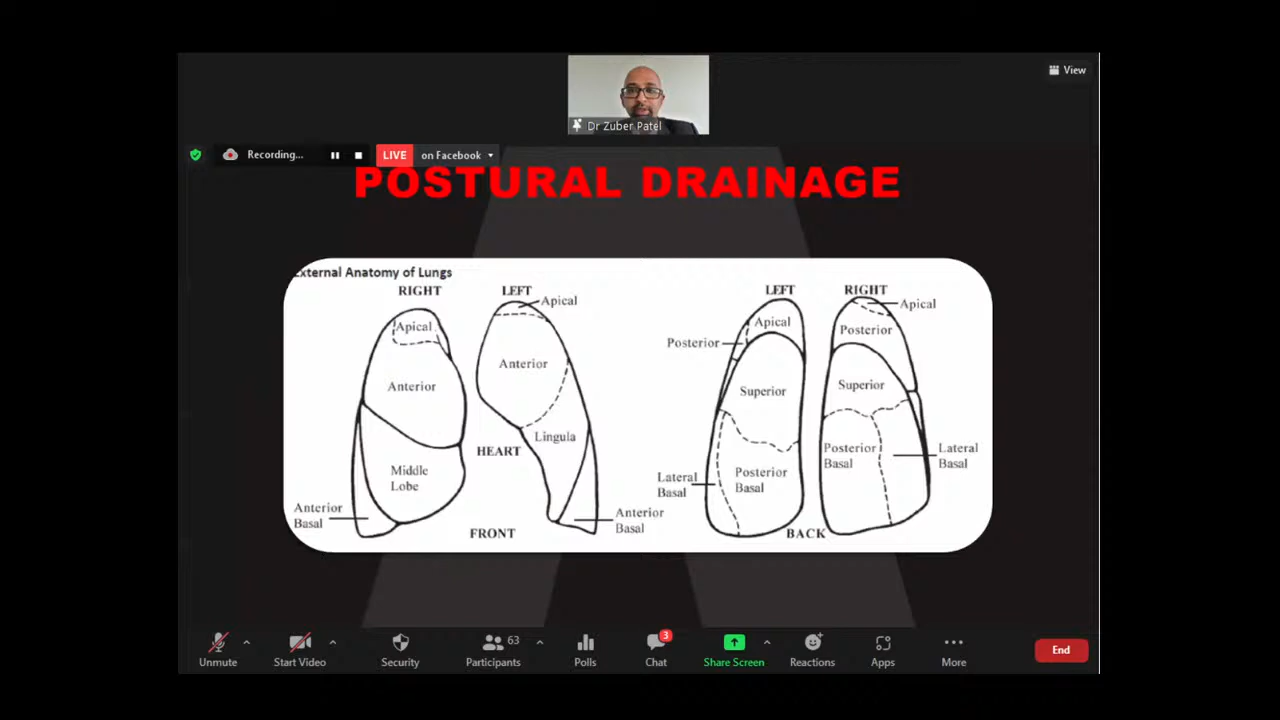 View
Dr Zuber Patel
Recording...
LIVE
on Facebook
POSTURAL DRAINAGE
External Anatomy of Lungs
RIGHT
LEFT
Apical
Apical
Anterior
Anterior
Lingula
HEART
Middle
Lobe
Anterior
Basal
Anterior
Basal
FRONT
LEFT
RIGHT
Apical
Apical
Posterior
Posterior
Superior
Superior
Posterior
Basal
Lateral
Basal
Lateral
Basal
Posterior
Basal
BACK
Unmute
Start Video
Security
63
Participants
Polls
3
Chat
Share Screen
Reactions
Apps
More
End